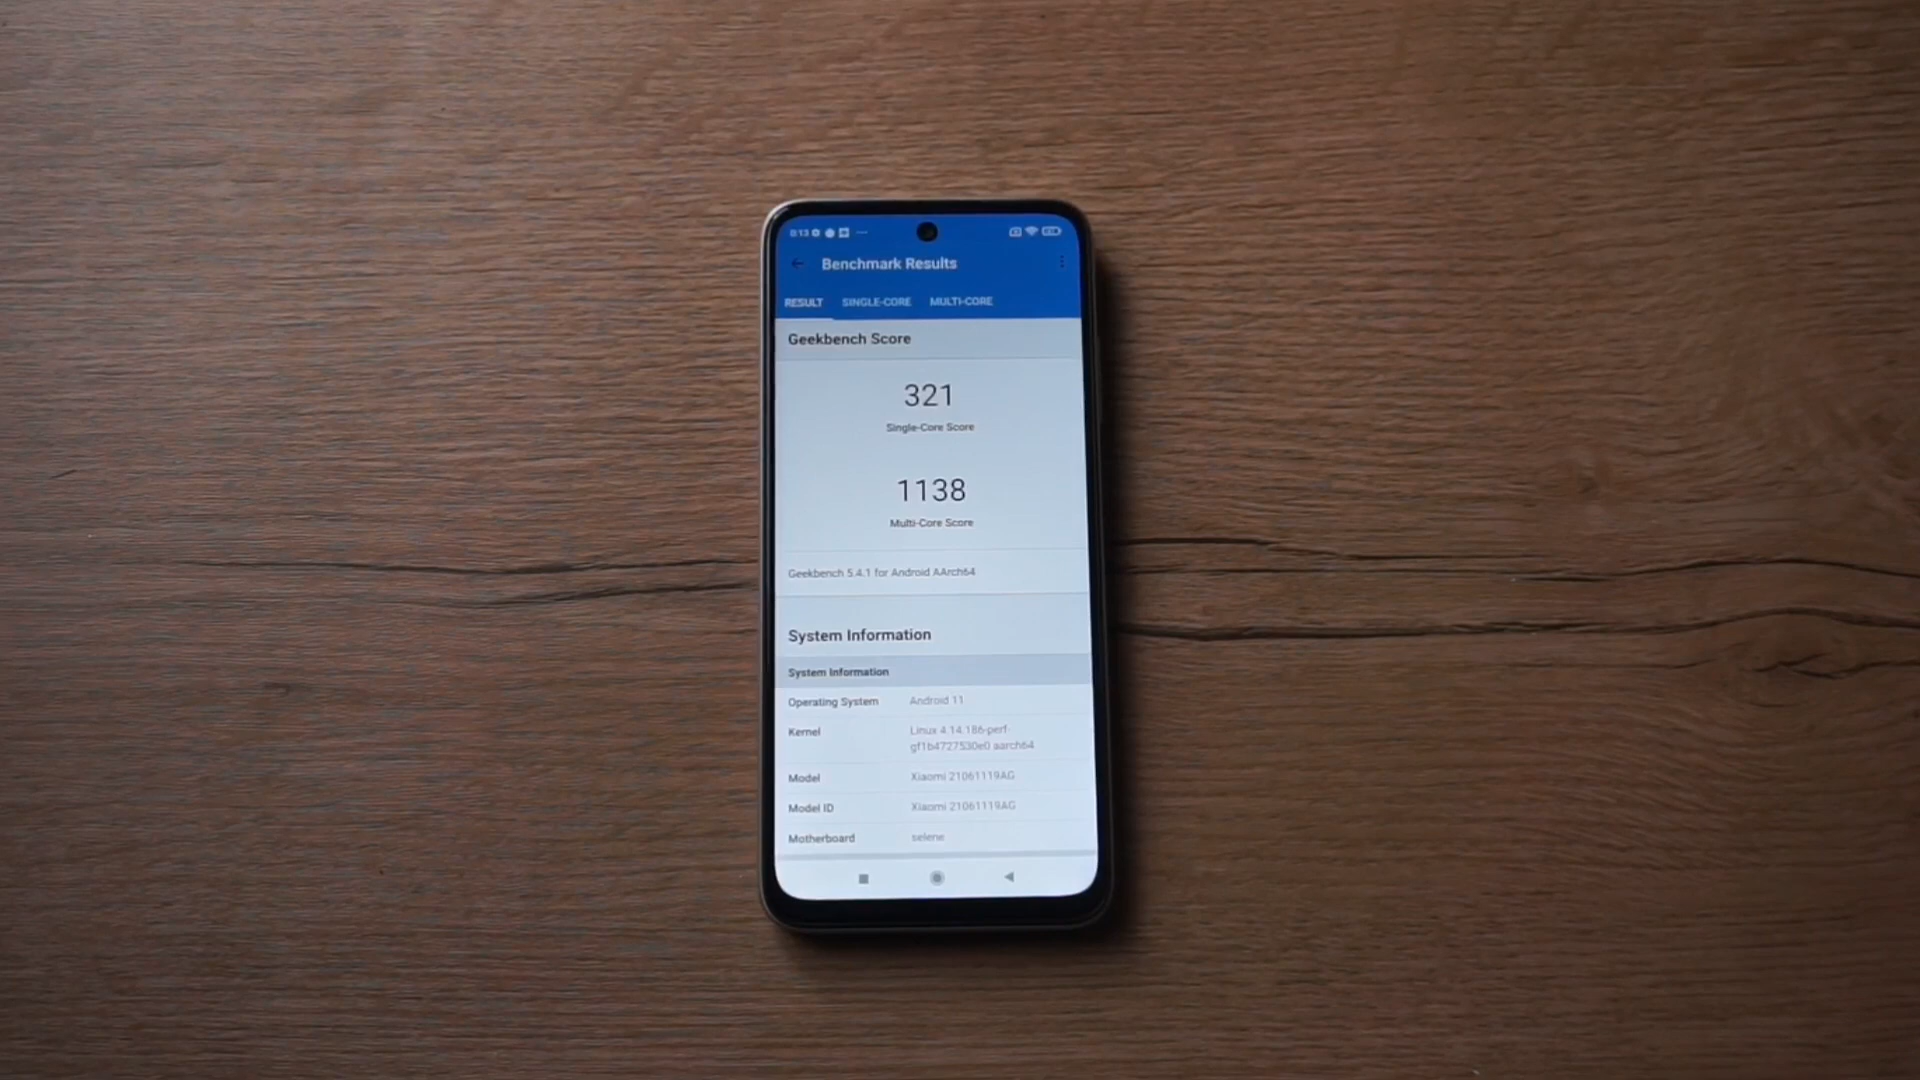 8:13
Benchmark Results
RESULT SINGLE-CORE MULTI-CORE
Geekbench Score
321
Single-Core Score
1138
Multi-Core Score
Geekbench 5.4.1 for Android AArch64
System Information
System Information
Operating System Android 11
Kernel Linux 4.14.186-perf-
gf1b4727530e0 aarch64
Model Xiaomi 21061119AG
Model ID Xiaomi 21061119AG
Motherboard selene